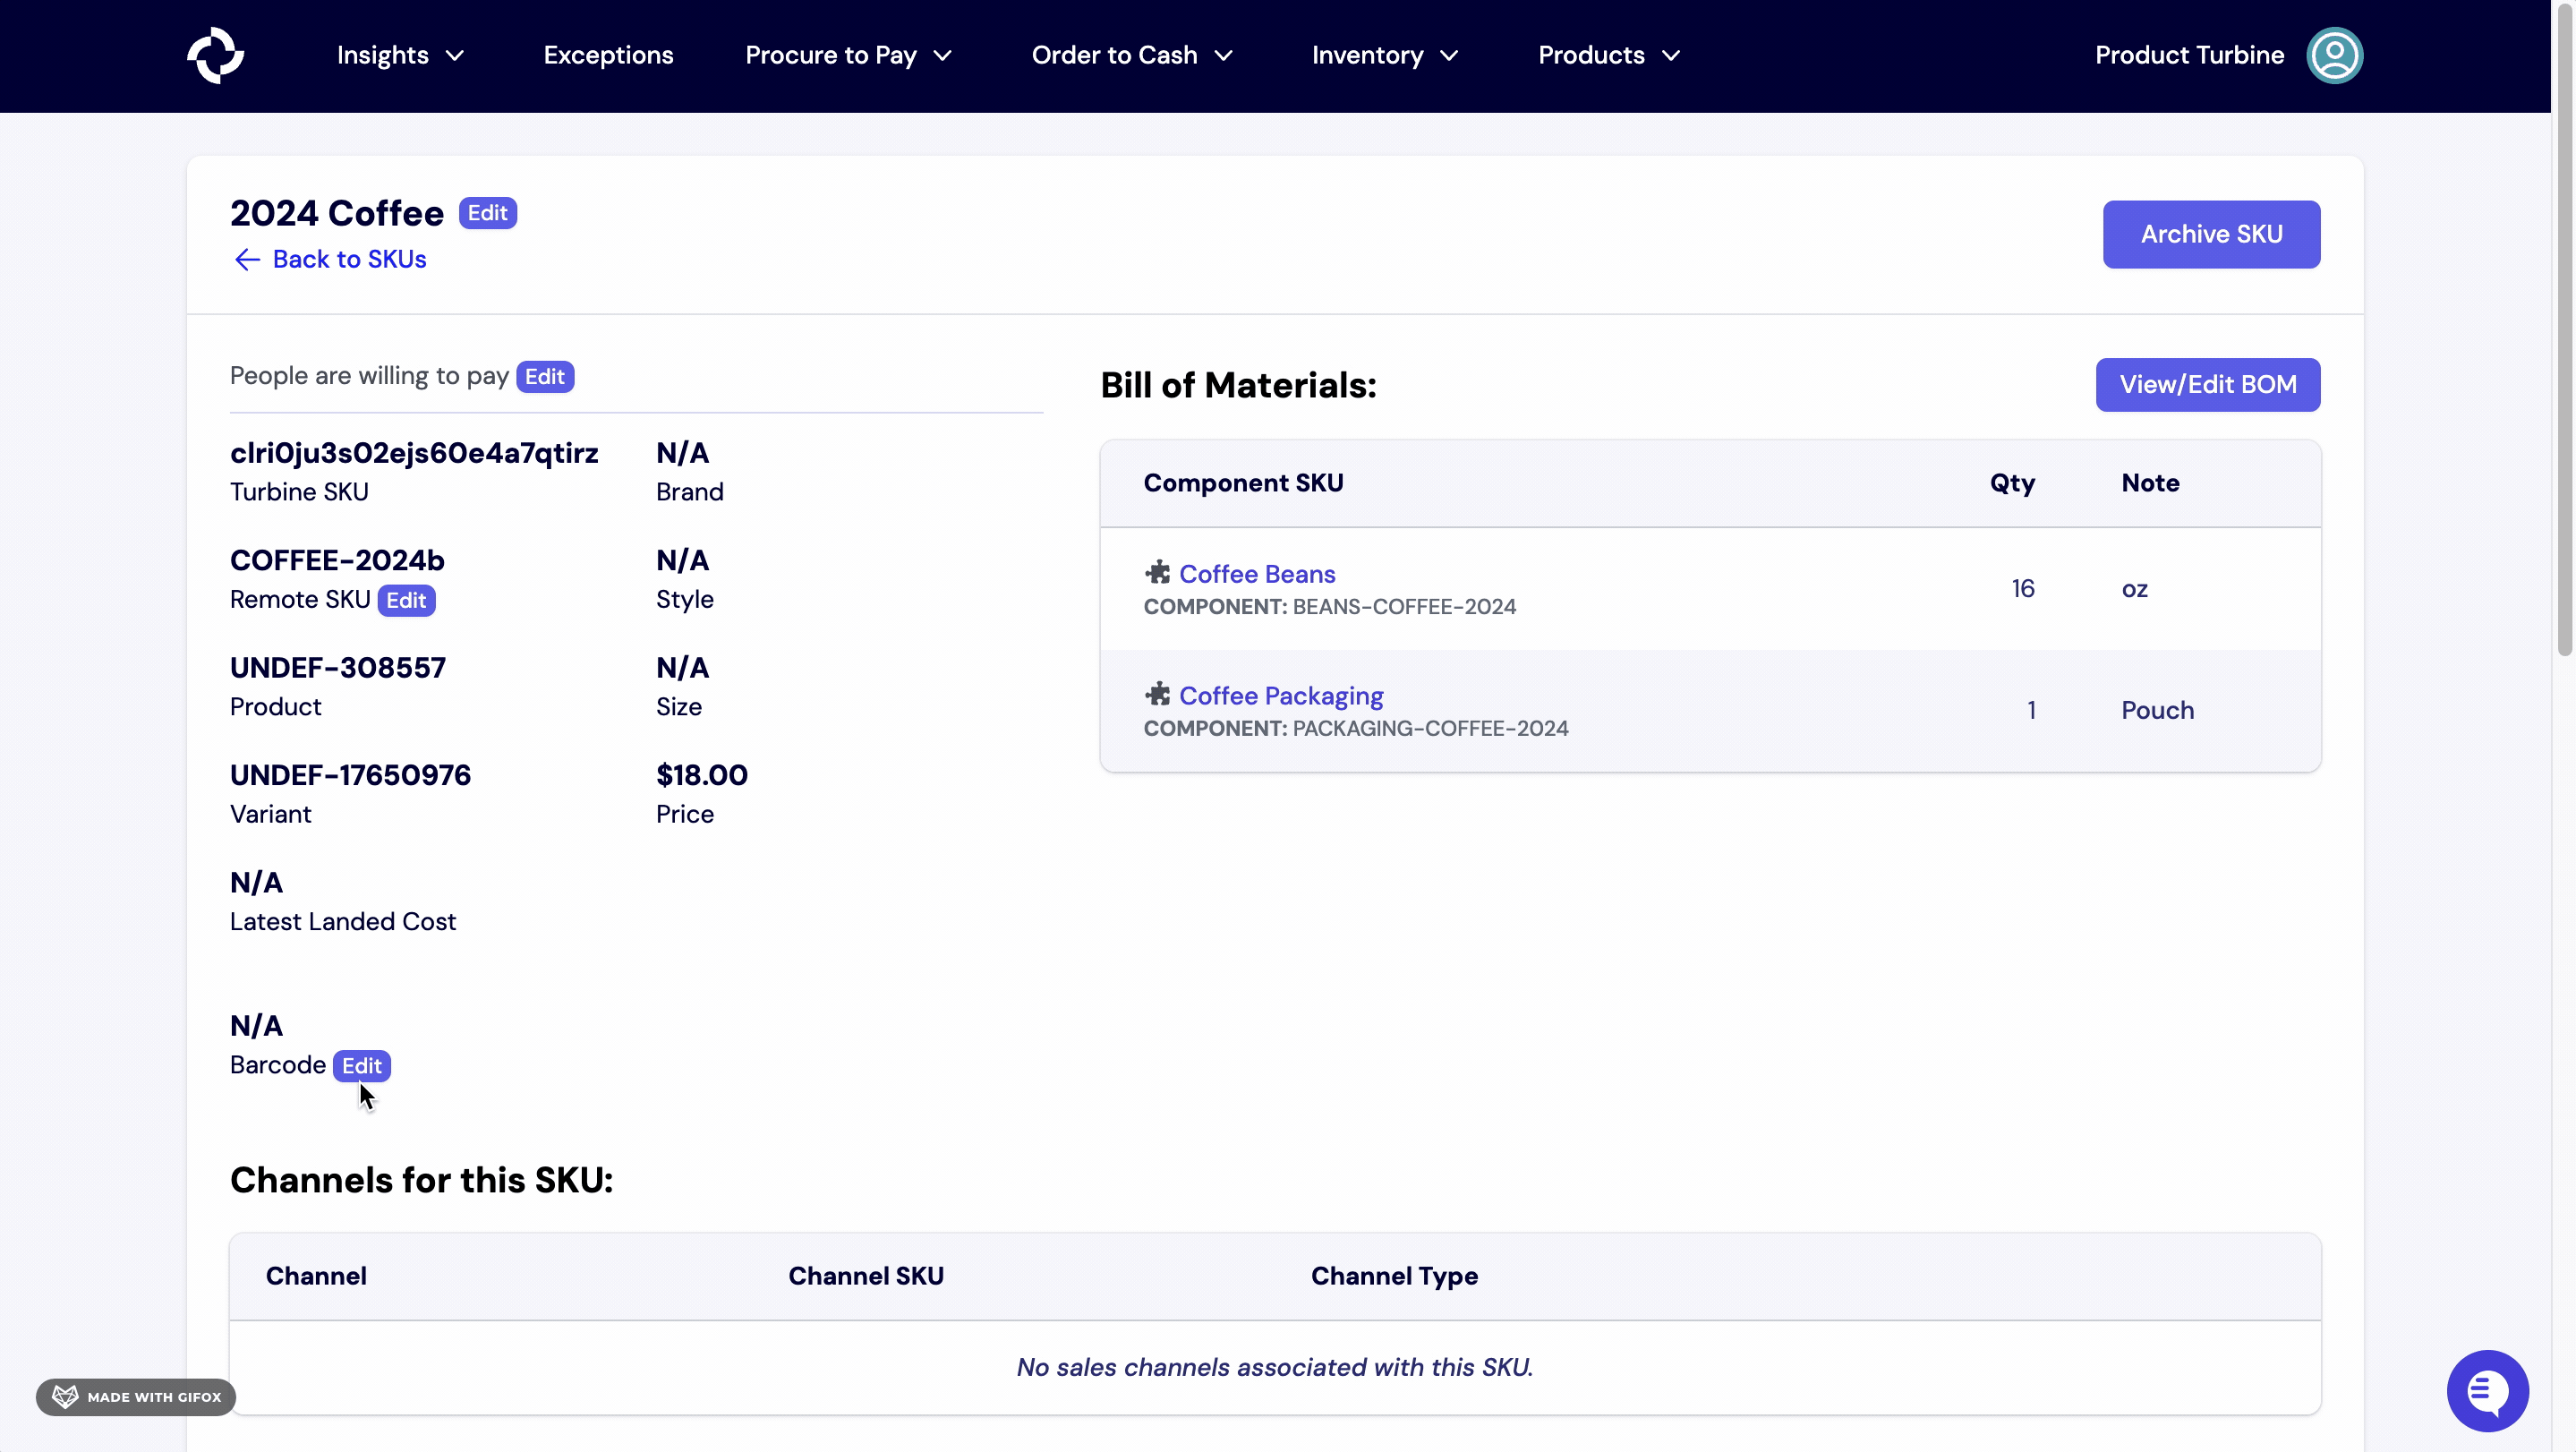 Insights
Exceptions
Procure to Pay
Order to Cash
Inventory
Products
Product Turbine
2024 Coffee Edit
Back to SKUs
Archive SKU
People are willing to pay Edit
clri0ju3s02ejs60e4a7qtirz
Turbine SKU
N/A
Brand
COFFEE-2024b
Remote SKU Edit
N/A
Style
UNDEF-308557
Product
N/A
Size
UNDEF-17650976
Variant
$18.00
Price
N/A
Latest Landed Cost
N/A
Barcode Edit
Bill of Materials:
View/Edit BOM
Component SKU Qty Note
Coffee Beans
COMPONENT: BEANS-COFFEE-2024
16 oz
Coffee Packaging
COMPONENT: PACKAGING-COFFEE-2024
1 Pouch
Channels for this SKU:
Channel Channel SKU Channel Type
No sales channels associated with this SKU.
MADE WITH GIFOX